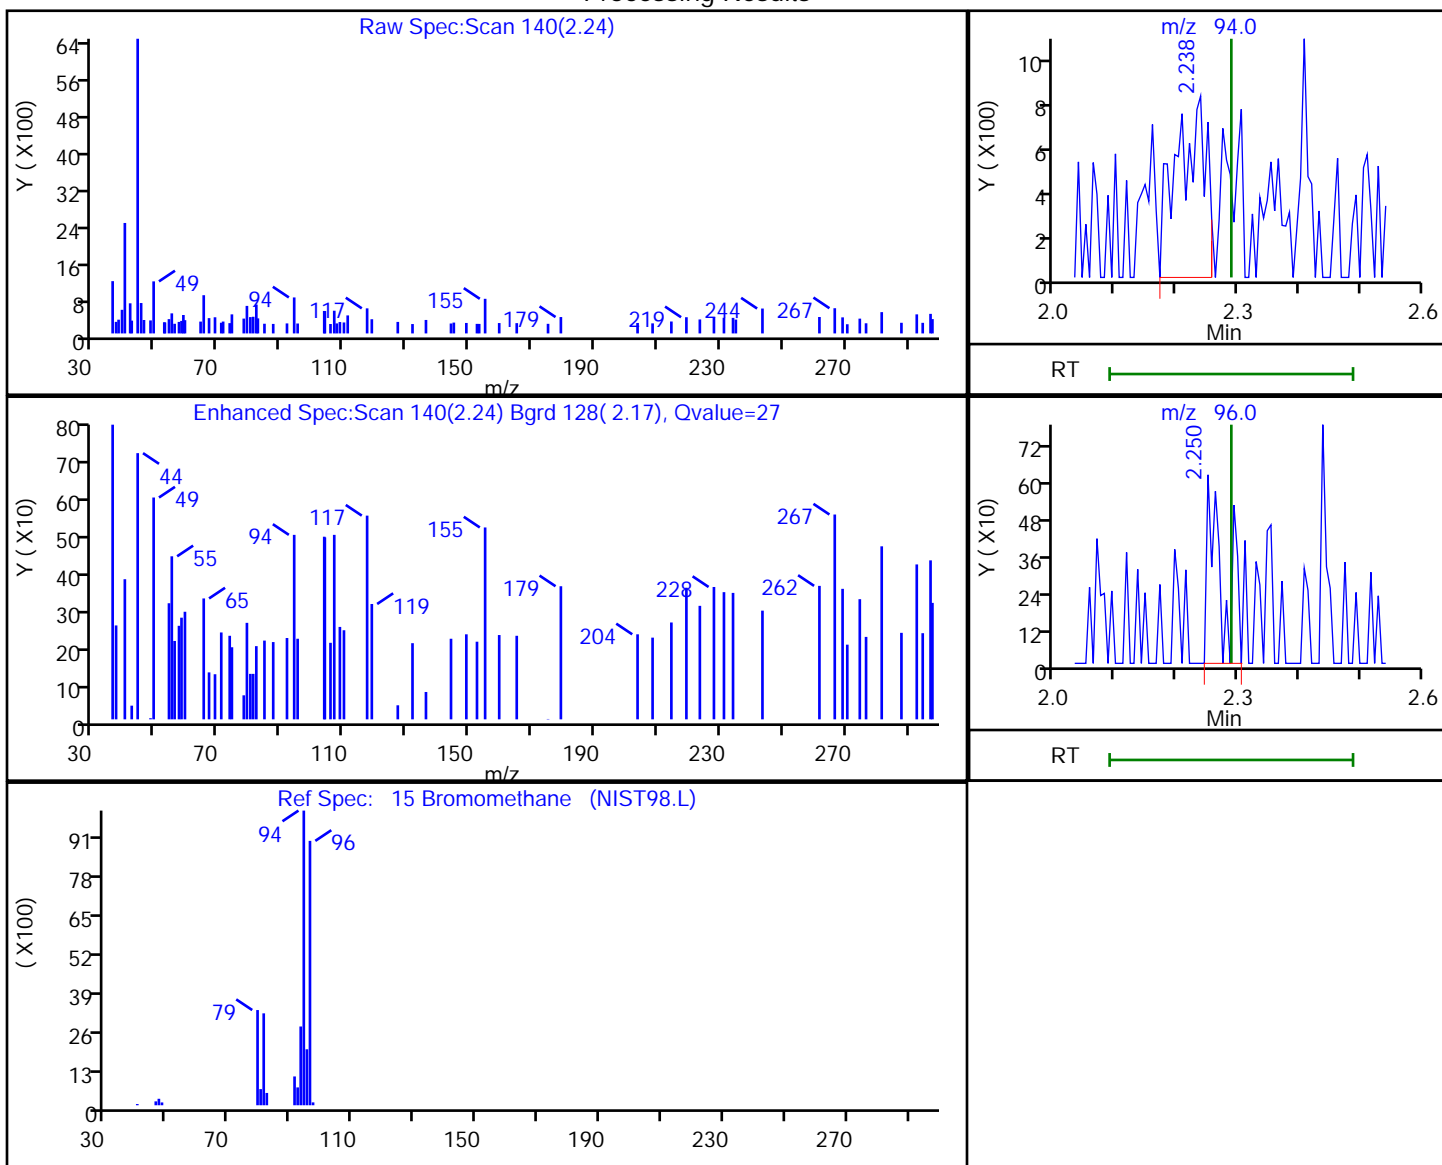 Processing Results
Raw Spec:Scan 140(2.24)
Y ( X100)
64
56
48
40
32
24
16
8
0
49
94
117
155
179
219
244
267
30 70 110 150 190 230 270
m/z
m/z 94.0
Y ( X100)
10
8
6
4
2
0
2.238
2.0 2.3 2.6
Min
RT
Enhanced Spec:Scan 140(2.24) Bgrd 128( 2.17), Qvalue=27
Y ( X10)
80
70
60
50
40
30
20
10
0
44
49
55
65
94
117
119
155
179
204
228
262
267
30 70 110 150 190 230 270
m/z
m/z 96.0
Y ( X10)
72
60
48
36
24
12
0
2.250
2.0 2.3 2.6
Min
RT
Ref Spec: 15 Bromomethane (NIST98.L)
( X100)
91
78
65
52
39
26
13
0
79
94
96
30 70 110 150 190 230 270